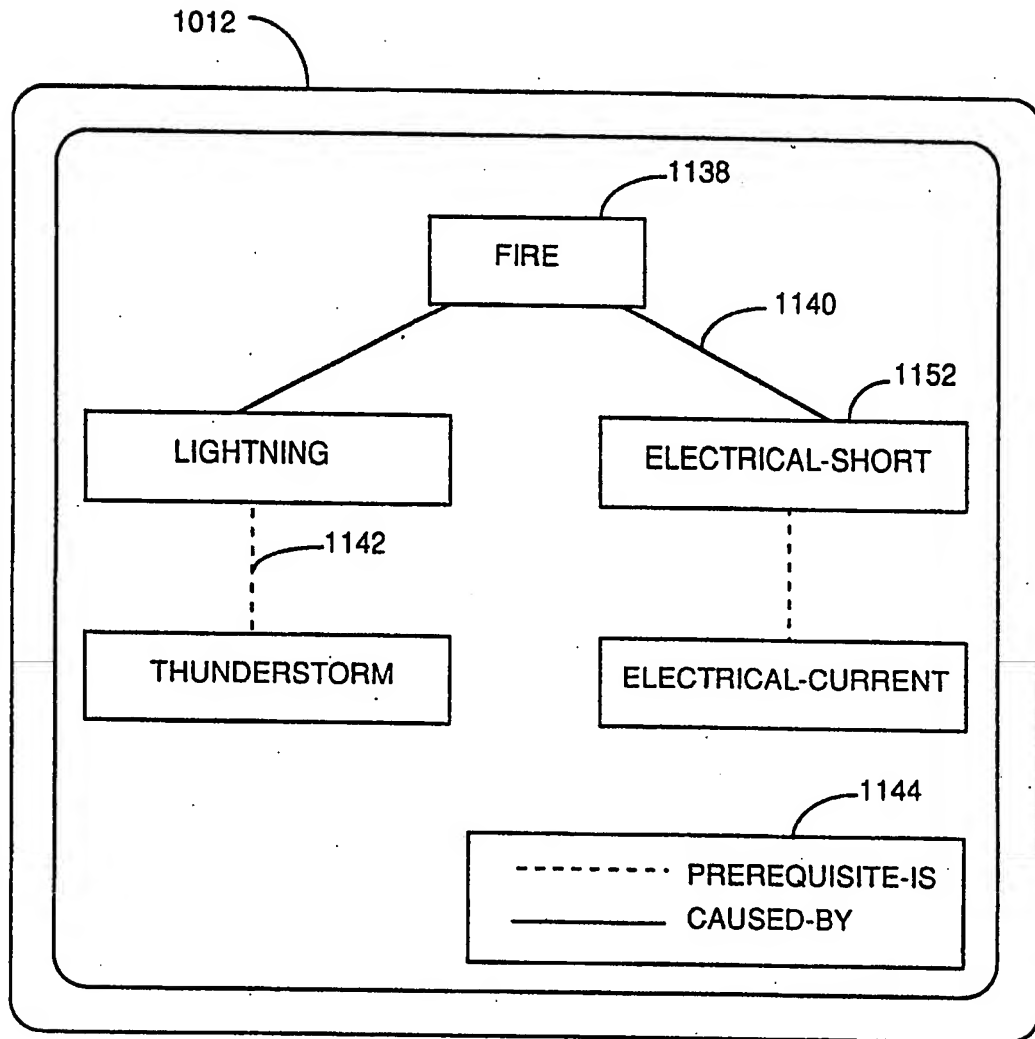 1012
1138
FIRE
1140
1152
LIGHTNING
ELECTRICAL-SHORT
1142
THUNDERSTORM
ELECTRICAL-CURRENT
1144
PREREQUISITE-IS
CAUSED-BY